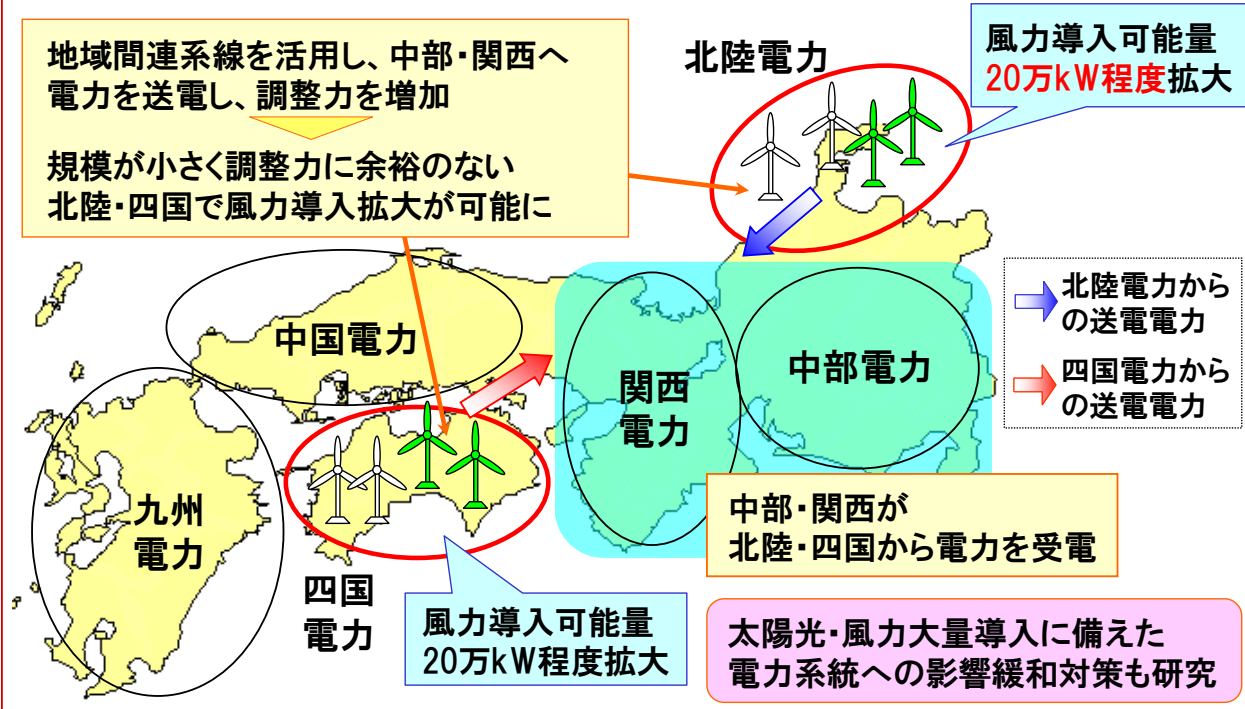 地域間連系線を活用し、中部・関西へ
電力を送電し、調整力を増加
規模が小さく調整力に余裕のない
北陸・四国で風力導入拡大が可能に
北陸電力
風力導入可能量
20万kW程度拡大
北陸電力から
の送電電力
四国電力から
の送電電力
中国電力
関西
電力
中部電力
九州
電力
四国
電力
風力導入可能量
20万kW程度拡大
中部・関西が
北陸・四国から電力を受電
太陽光・風力大量導入に備えた
電力系統への影響緩和対策も研究